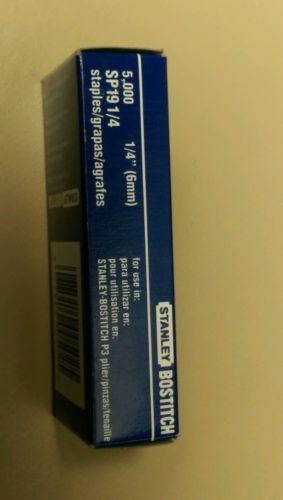 5,000 1/4" (6mm)
SP19 1/4
staples/grapas/agrafes
STANLEY BOSTITCH
for use in:
para utilizar en:
pour utilisation en:
STANLEY-BOSTITCH P3 plier/pinzas/tenaille